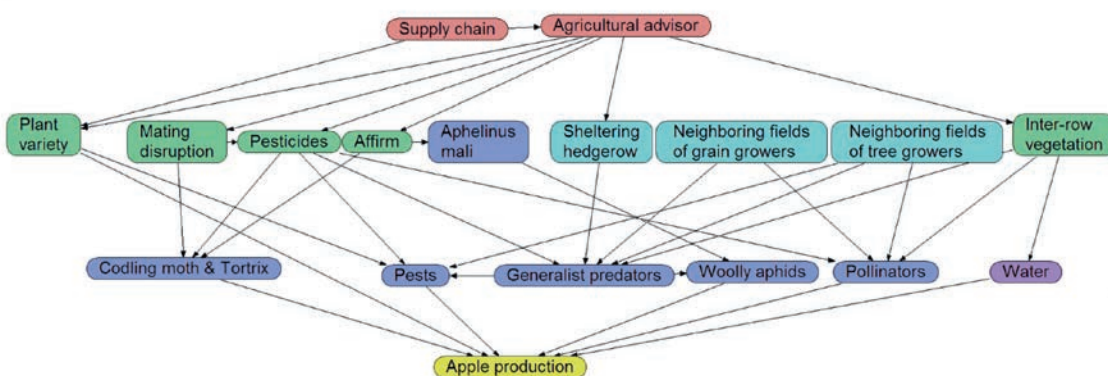 Supply chain
Agricultural advisor
Plant
variety
Mating
disruption
Pesticides
Affirm
Aphelinus
mali
Sheltering
hedgerow
Neighboring fields
of grain growers
Neighboring fields
of tree growers
Inter-row
vegetation
Codling moth & Tortrix
Pests
Generalist predators
Woolly aphids
Pollinators
Water
Apple production